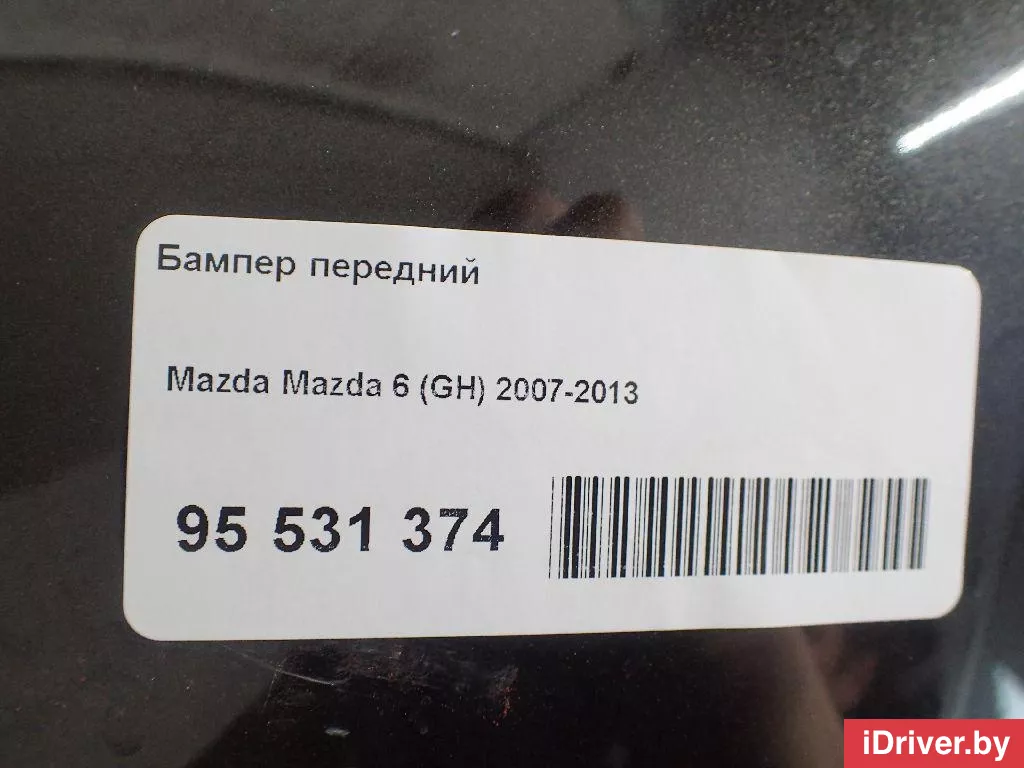 Бампер передний
Mazda Mazda 6 (GH) 2007-2013
95 531 374
iDriver.by